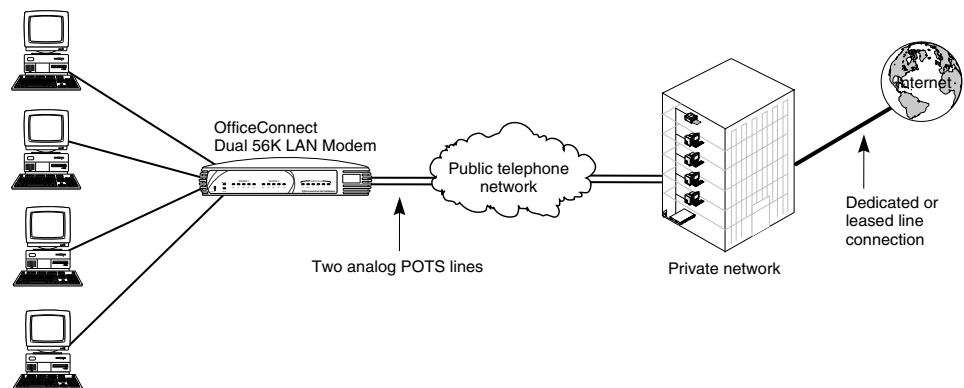 OfficeConnect
Dual 56K LAN Modem
Public telephone
network
Internet
Two analog POTS lines
Private network
Dedicated or
leased line
connection